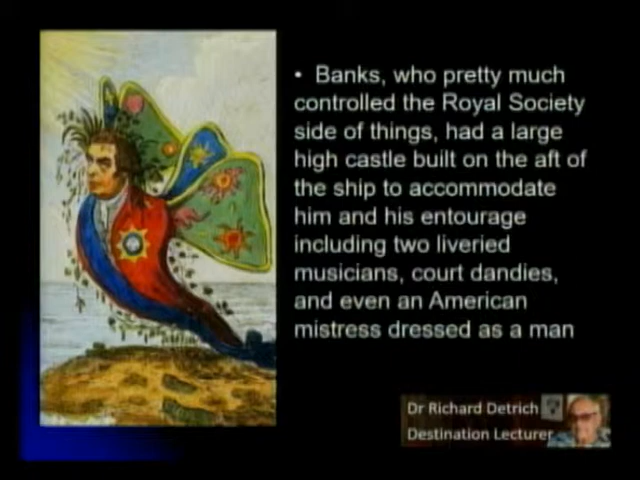 • Banks, who pretty much
controlled the Royal Society
side of things, had a large
high castle built on the aft of
the ship to accommodate
him and his entourage
including two liveried
musicians, court dandies,
and even an American
mistress dressed as a man
Dr Richard Detrich
Destination Lecturer